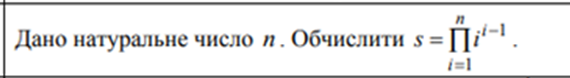 Дано натуральне число n. Обчислити s = ∏_{i=1}^{n} i^{i-1}.